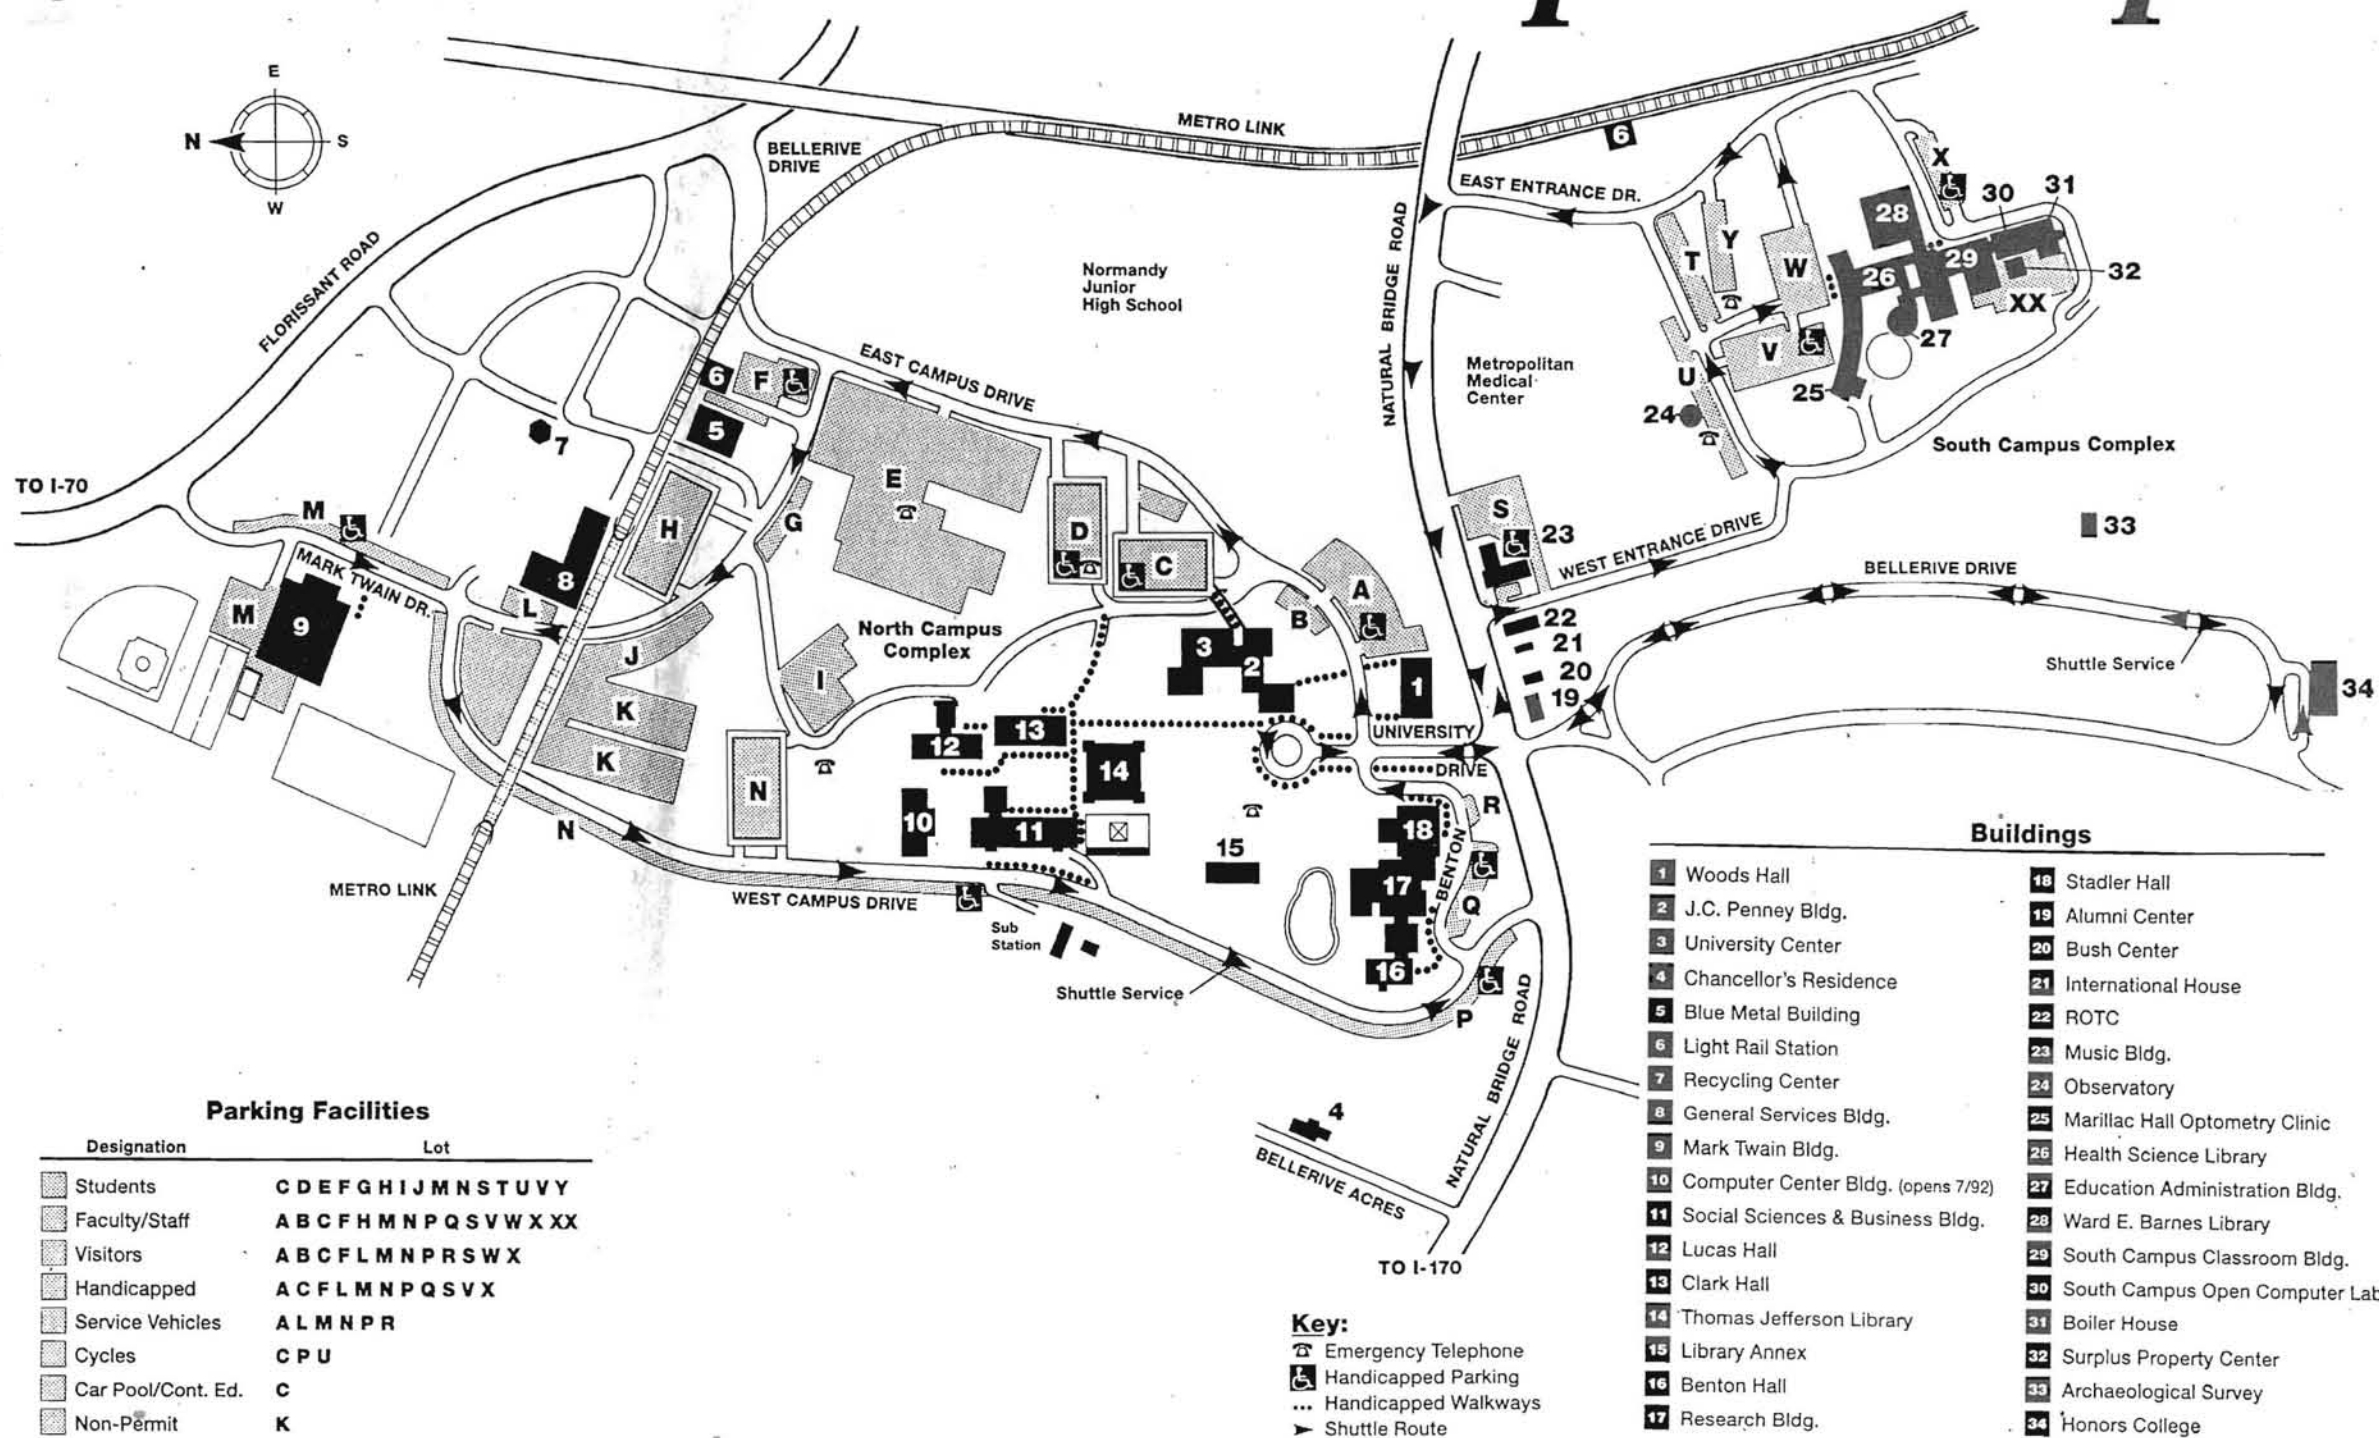 E
N
S
W
METRO LINK
BELLERIVE
DRIVE
6
EAST ENTRANCE DR.
X
30
31
28
Y
T
W
29
26
32
XX
27
V
U
25
24
South Campus Complex
FLORISSANT ROAD
Normandy
Junior
High School
NATURAL BRIDGE ROAD
Metropolitan
Medical
Center
EAST CAMPUS DRIVE
6
F
5
7
E
TO I-70
M
H
G
D
C
S
23
WEST ENTRANCE DRIVE
33
BELLERIVE DRIVE
MARK TWAIN DR.
8
L
M
9
J
North Campus
Complex
I
B
A
3
2
1
22
21
20
19
Shuttle Service
34
K
K
12
13
14
UNIVERSITY
DRIVE
N
N
10
11
15
R
18
BENTON
17
Q
16
P
METRO LINK
WEST CAMPUS DRIVE
Sub
Station
Shuttle Service
NATURAL BRIDGE ROAD
4
BELLERIVE ACRES
TO I-170
Parking Facilities
Designation Lot
Students C D E F G H I J M N S T U V Y
Faculty/Staff A B C F H M N P Q S V W X XX
Visitors A B C F L M N P R S W X
Handicapped A C F L M N P Q S V X
Service Vehicles A L M N P R
Cycles C P U
Car Pool/Cont. Ed. C
Non-Permit K
Key:
Emergency Telephone
Handicapped Parking
... Handicapped Walkways
Shuttle Route
Buildings
1 Woods Hall
2 J.C. Penney Bldg.
3 University Center
4 Chancellor's Residence
5 Blue Metal Building
6 Light Rail Station
7 Recycling Center
8 General Services Bldg.
9 Mark Twain Bldg.
10 Computer Center Bldg. (opens 7/92)
11 Social Sciences & Business Bldg.
12 Lucas Hall
13 Clark Hall
14 Thomas Jefferson Library
15 Library Annex
16 Benton Hall
17 Research Bldg.
18 Stadler Hall
19 Alumni Center
20 Bush Center
21 International House
22 ROTC
23 Music Bldg.
24 Observatory
25 Marillac Hall Optometry Clinic
26 Health Science Library
27 Education Administration Bldg.
28 Ward E. Barnes Library
29 South Campus Classroom Bldg.
30 South Campus Open Computer Lab
31 Boiler House
32 Surplus Property Center
33 Archaeological Survey
34 Honors College